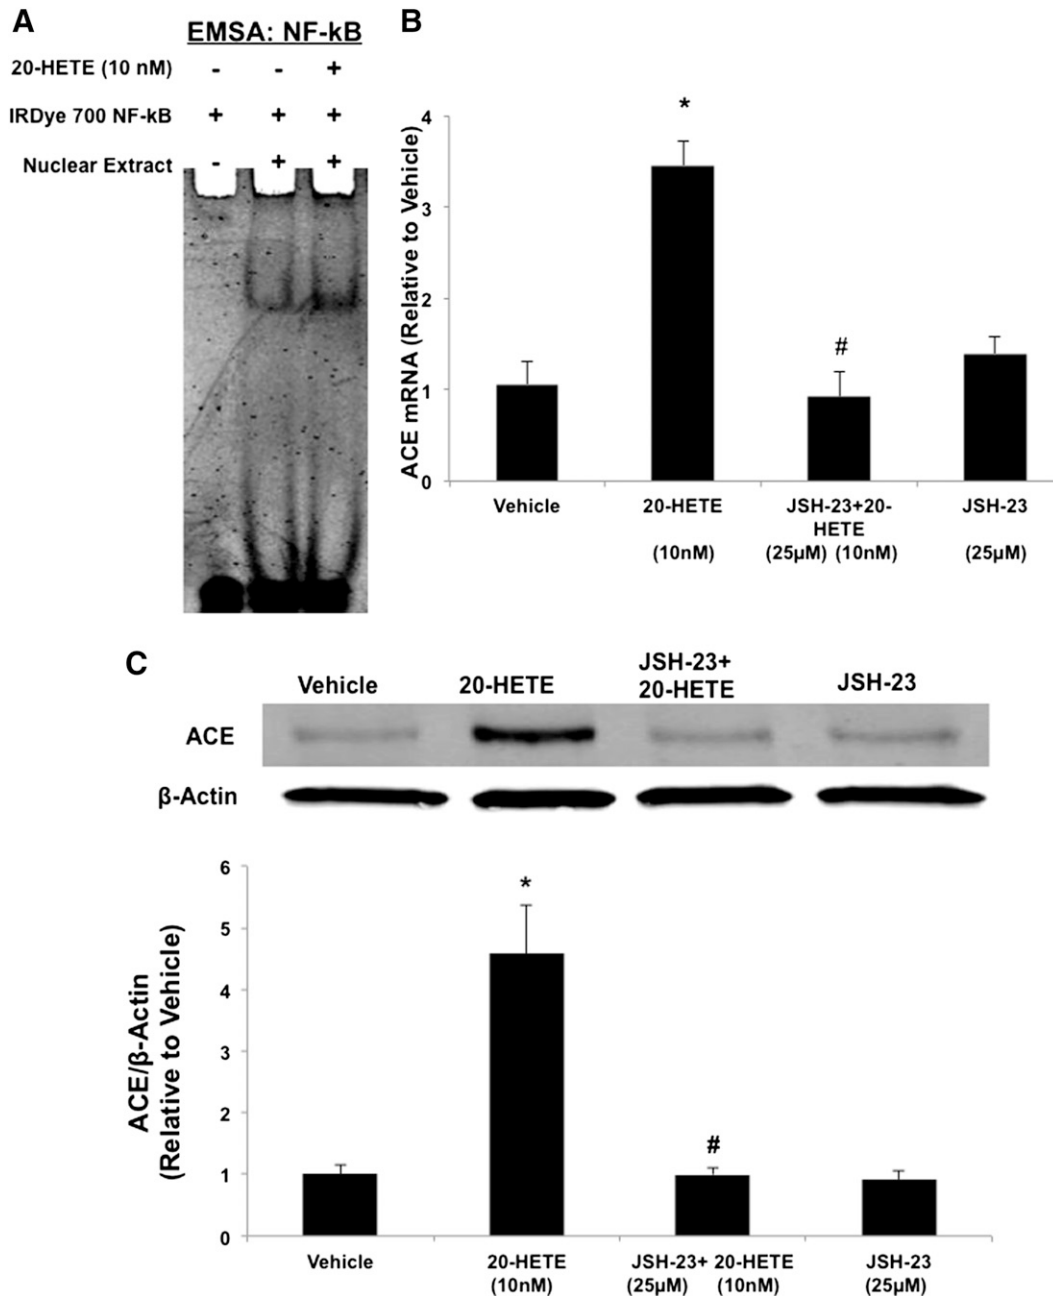 A
EMSA: NF-kB
20-HETE (10 nM) - - +
IRDye 700 NF-kB + + +
Nuclear Extract - + +
B
ACE mRNA (Relative to Vehicle)
4
3
2
1
0
*
#
Vehicle
20-HETE
(10nM)
JSH-23+20-
HETE
(25µM) (10nM)
JSH-23
(25µM)
C
Vehicle
20-HETE
JSH-23+
20-HETE
JSH-23
ACE
β-Actin
ACE/β-Actin
(Relative to Vehicle)
6
5
4
3
2
1
0
*
#
Vehicle
20-HETE
(10nM)
JSH-23+ 20-HETE
(25µM) (10nM)
JSH-23
(25µM)